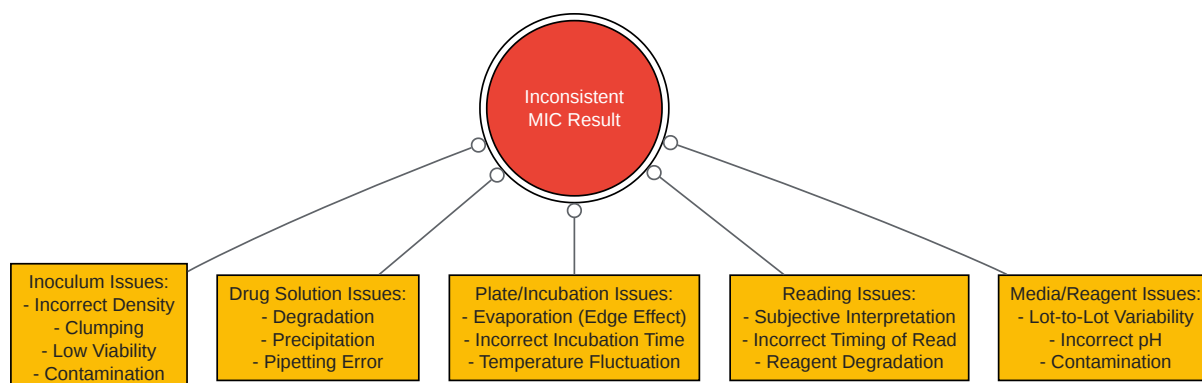 Inconsistent
MIC Result
Inoculum Issues:
- Incorrect Density
- Clumping
- Low Viability
- Contamination
Drug Solution Issues:
- Degradation
- Precipitation
- Pipetting Error
Plate/Incubation Issues:
- Evaporation (Edge Effect)
- Incorrect Incubation Time
- Temperature Fluctuation
Reading Issues:
- Subjective Interpretation
- Incorrect Timing of Read
- Reagent Degradation
Media/Reagent Issues:
- Lot-to-Lot Variability
- Incorrect pH
- Contamination